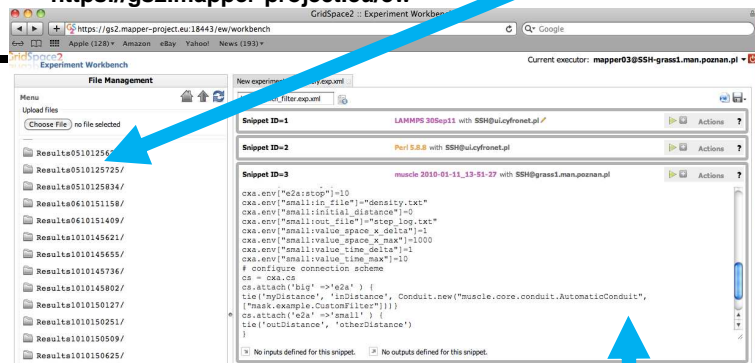 https://gs2.mapper-project.eu/ew
GridSpace2 :: Experiment Workbench
https://gs2.mapper-project.eu:18443/ew/
Google
Apple (128)▾ Amazon eBay Yahoo! News (193)▾
GridSpace2
Experiment Workbench
Current executor: mapper03@SSH-grass1.man.poznan.pl
File Management
New experiment
.exp.xml
Menu
_filter.exp.xml
Upload files
Choose File no file selected
Snippet ID=1 LAMMPS 30Sep11 with SSH@ui.cyfronet.pl Actions ?
Results05101256
Results0510125725/
Snippet ID=2 Perl 5.8.8 with SSH@ui.cyfronet.pl Actions ?
Results0510125834/
Results0610151158/
Snippet ID=3 muscle 2010-01-11_13-51-27 with SSH@grass1.man.poznan.pl Actions ?
Results0610151409/
Results1010145621/
Results1010145655/
Results1010145736/
Results1010145802/
Results1010150127/
Results1010150251/
Results1010150509/
Results1010150625/
cxa.env["e2a:stop"]=10
cxa.env["small:in_file"]="density.txt"
cxa.env["small:initial_distance"]=0
cxa.env["small:out_file"]="step_log.txt"
cxa.env["small:value_space_x_delta"]=1
cxa.env["small:value_space_x_max"]=1000
cxa.env["small:value_time_delta"]=1
cxa.env["small:value_time_max"]=10
# configure connection scheme
cs = cxa.cs
cs.attach('big' =>'e2a' ) {
tie('myDistance', 'inDistance', Conduit.new("muscle.core.conduit.AutomaticConduit",
["mask.example.CustomFilter"]))}
cs.attach('e2a' =>'small' ) {
tie('outDistance', 'otherDistance')
}
No inputs defined for this snippet. No outputs defined for this snippet.